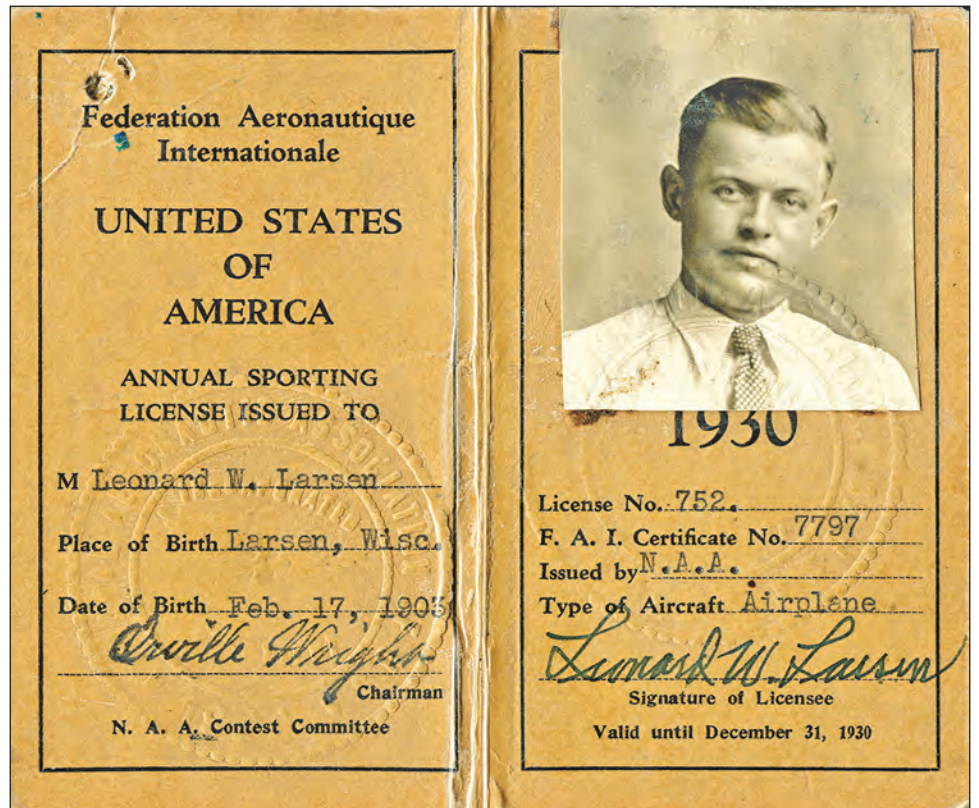 Federation Aeronautique
Internationale
UNITED STATES
OF
AMERICA
ANNUAL SPORTING
LICENSE ISSUED TO
M Leonard W. Larsen
Place of Birth Larsen, Wisc.
Date of Birth Feb. 17, 1903
Orville Wright
Chairman
N. A. A. Contest Committee
1930
License No. 752.
F. A. I. Certificate No. 7797
Issued by N.A.A.
Type of Aircraft Airplane
Leonard W. Larsen
Signature of Licensee
Valid until December 31, 1930